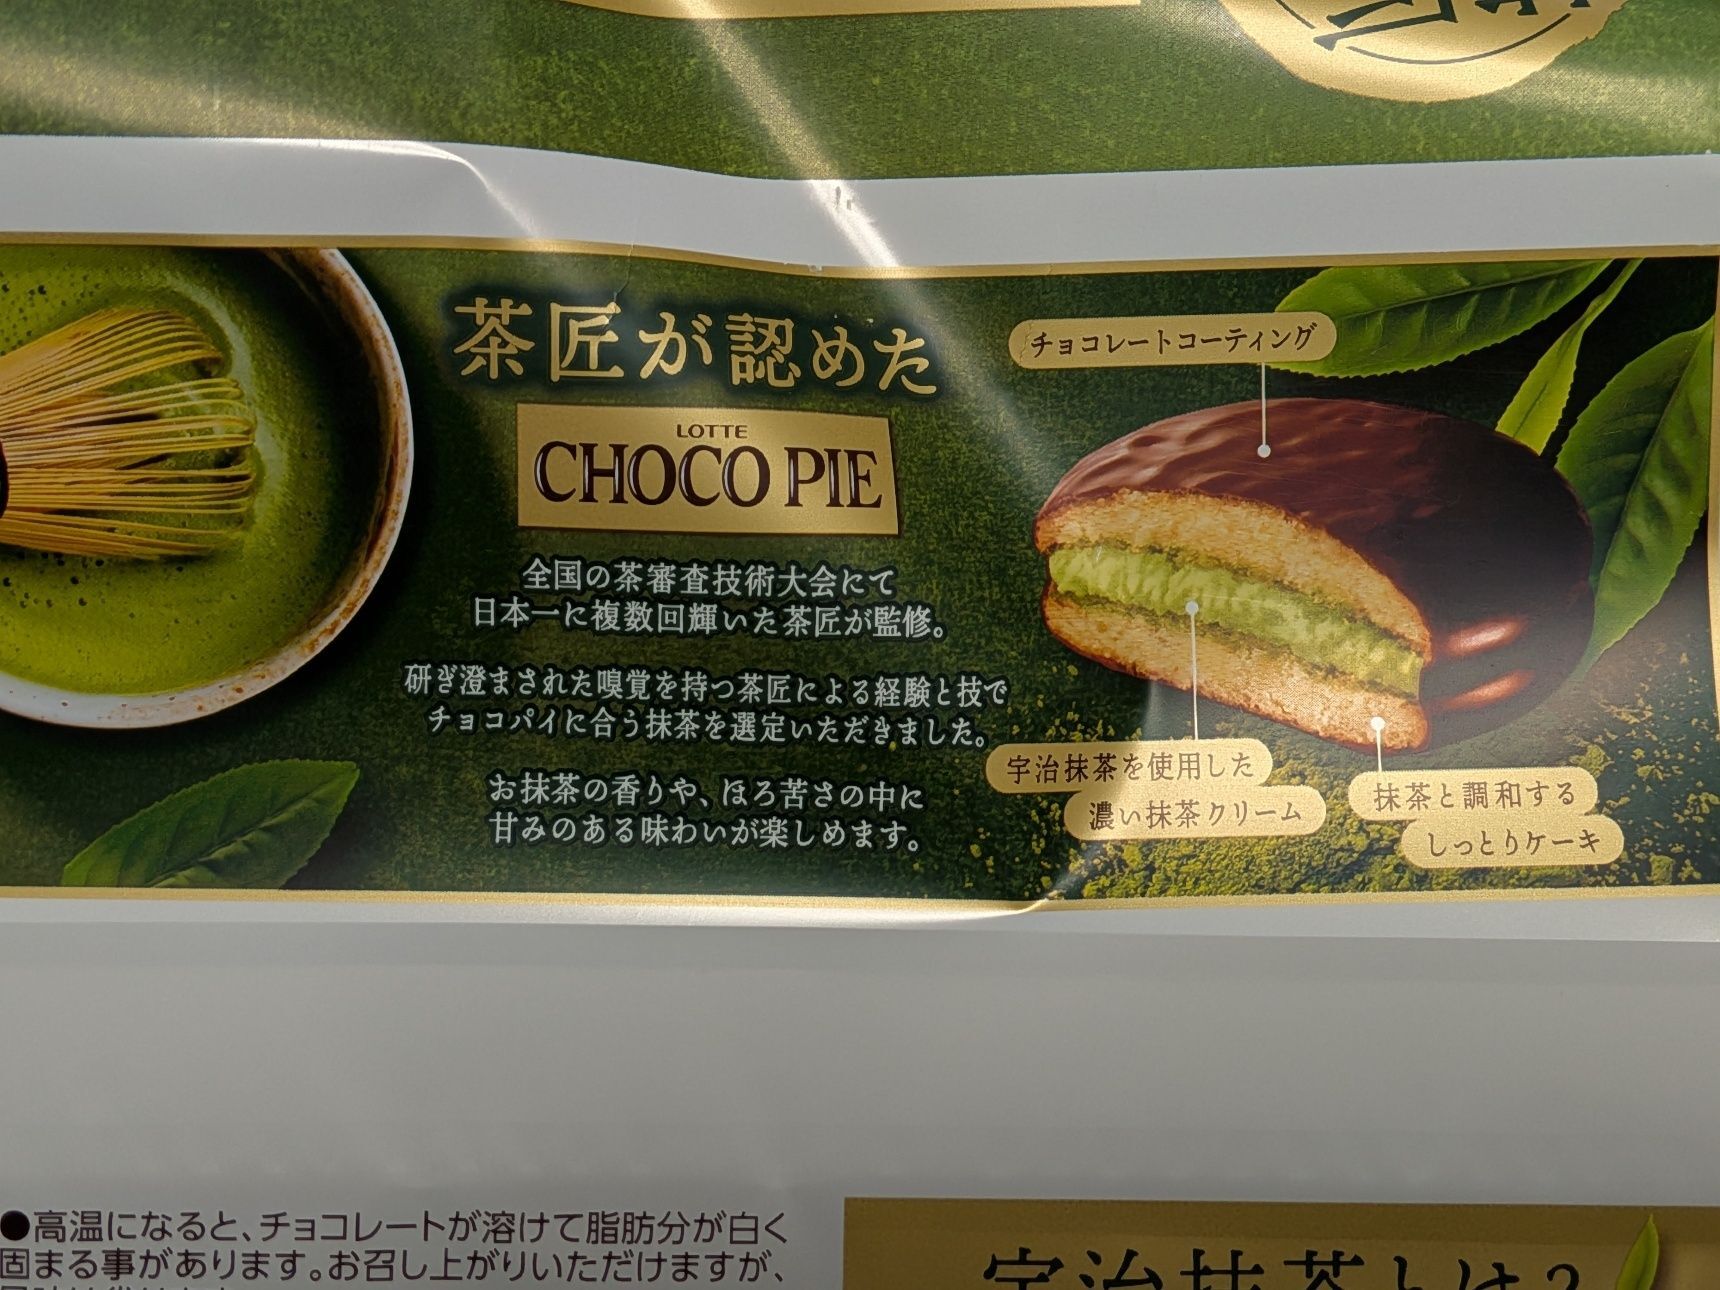 茶匠が認めた
LOTTE
CHOCO PIE
全国の茶審査技術大会にて
日本一に複数回輝いた茶匠が監修。
研ぎ澄まされた嗅覚を持つ茶匠による経験と技で
チョコパイに合う抹茶を選定いただきました。
お抹茶の香りや、ほろ苦さの中に
甘みのある味わいが楽しめます。
チョコレートコーティング
宇治抹茶を使用した
濃い抹茶クリーム
抹茶と調和する
しっとりケーキ
●高温になると、チョコレートが溶けて脂肪分が白く
固まる事があります。お召し上がりいただけますが、
宇治抹茶とは?